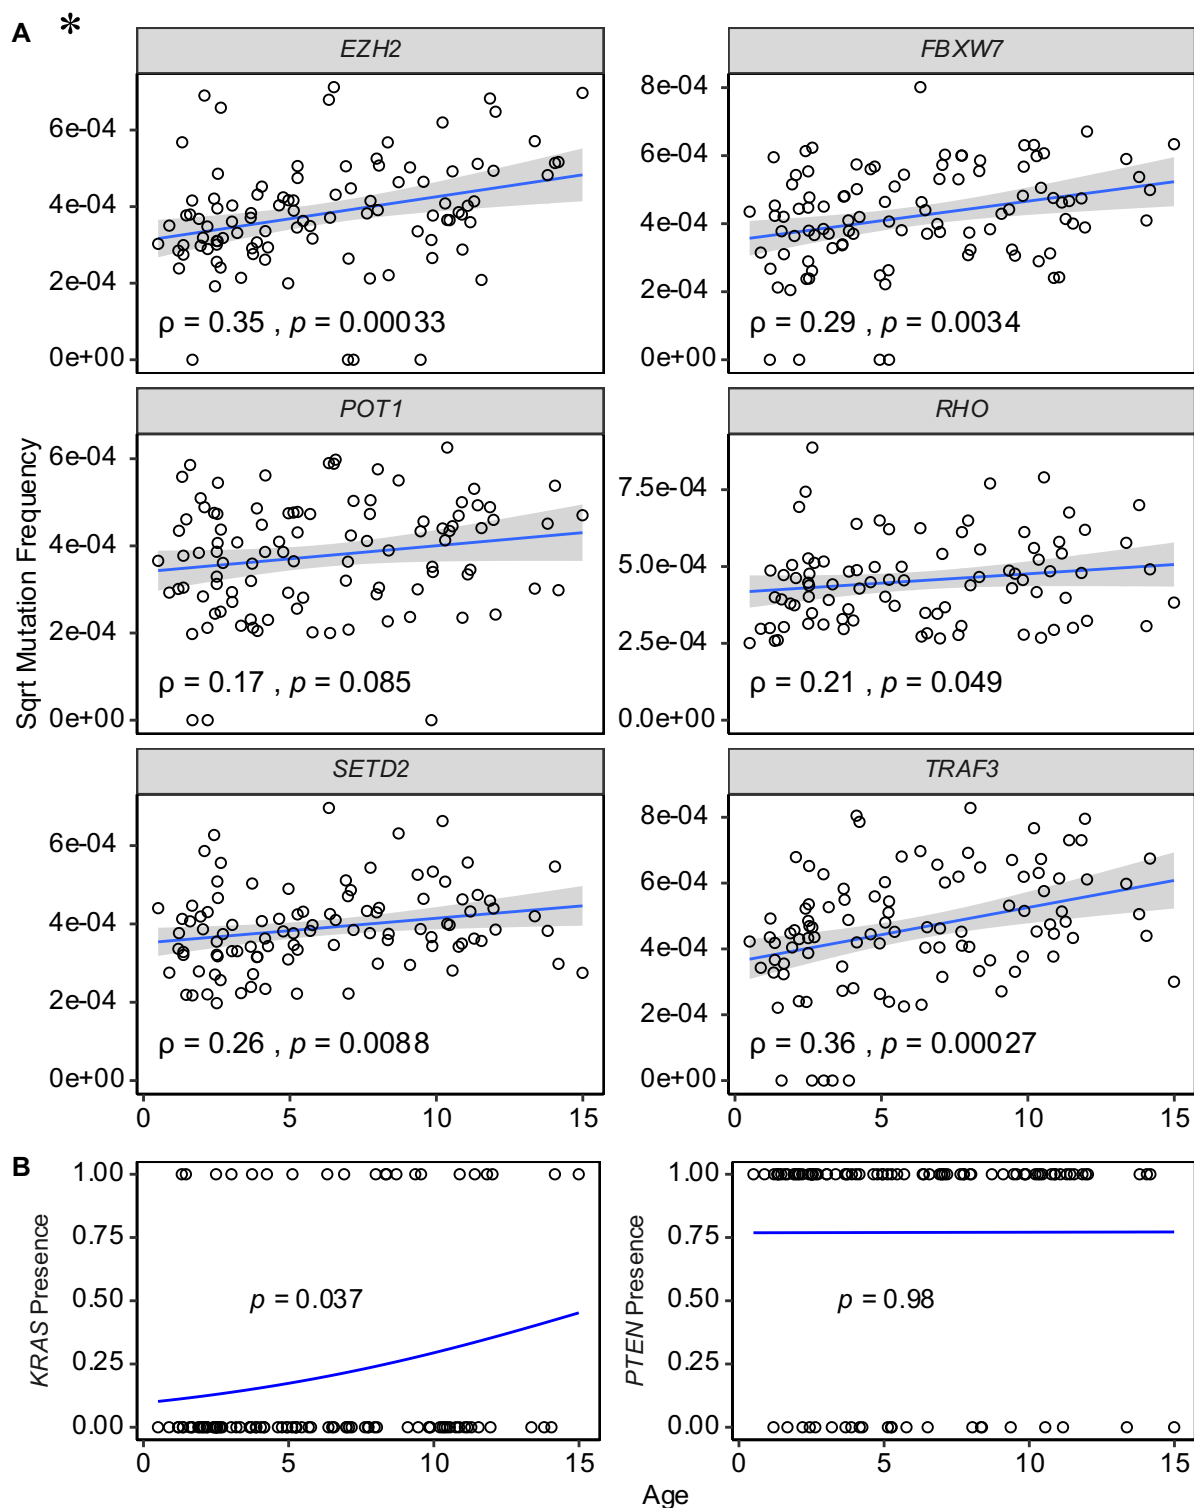 A *
EZH2
FBXW7
6e-04
4e-04
2e-04
0e+00
ρ = 0.35 , p = 0.00033
8e-04
6e-04
4e-04
2e-04
0e+00
ρ = 0.29 , p = 0.0034
POT1
RHO
Sqrt Mutation Frequency
6e-04
4e-04
2e-04
0e+00
ρ = 0.17 , p = 0.085
7.5e-04
5.0e-04
2.5e-04
0.0e+00
ρ = 0.21 , p = 0.049
SETD2
TRAF3
6e-04
4e-04
2e-04
0e+00
ρ = 0.26 , p = 0.0088
0 5 10 15
8e-04
6e-04
4e-04
2e-04
0e+00
ρ = 0.36 , p = 0.00027
0 5 10 15
B
KRAS Presence
1.00
0.75
0.50
0.25
0.00
p = 0.037
0 5 10 15
PTEN Presence
1.00
0.75
0.50
0.25
0.00
p = 0.98
0 5 10 15
Age